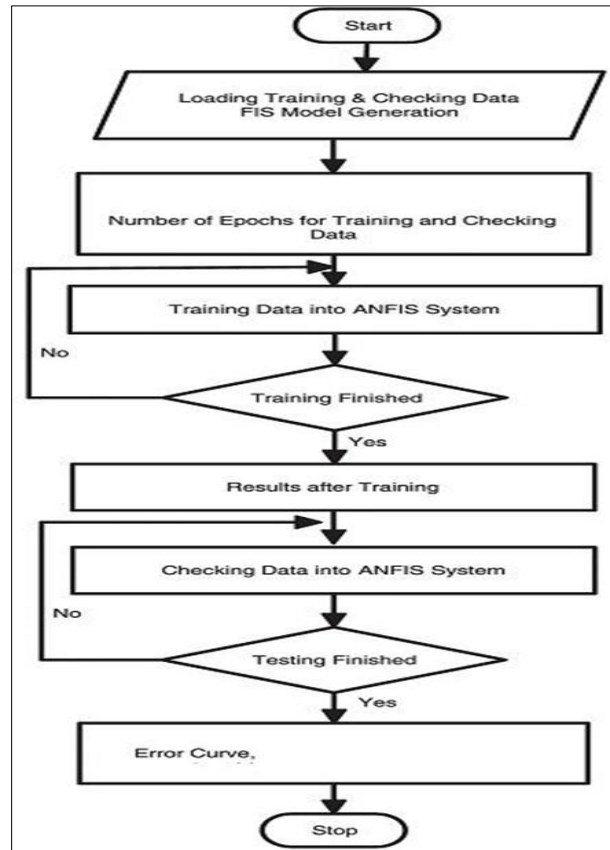 Start
Loading Training & Checking Data
FIS Model Generation
Number of Epochs for Training and Checking
Data
Training Data into ANFIS System
No
Training Finished
Yes
Results after Training
Checking Data into ANFIS System
No
Testing Finished
Yes
Error Curve,
Stop